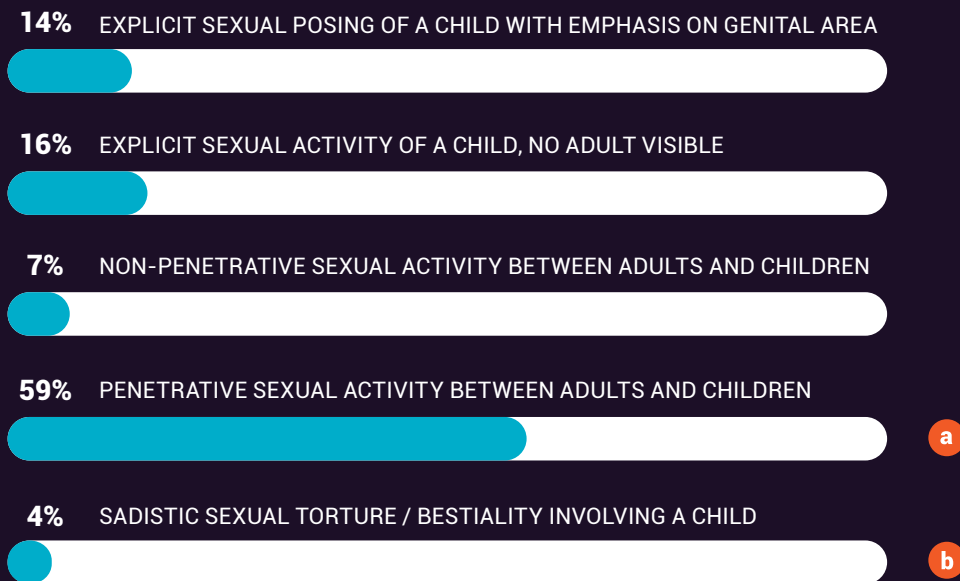 14% EXPLICIT SEXUAL POSING OF A CHILD WITH EMPHASIS ON GENITAL AREA
16% EXPLICIT SEXUAL ACTIVITY OF A CHILD, NO ADULT VISIBLE
7% NON-PENETRATIVE SEXUAL ACTIVITY BETWEEN ADULTS AND CHILDREN
59% PENETRATIVE SEXUAL ACTIVITY BETWEEN ADULTS AND CHILDREN
a
4% SADISTIC SEXUAL TORTURE / BESTIALITY INVOLVING A CHILD
b